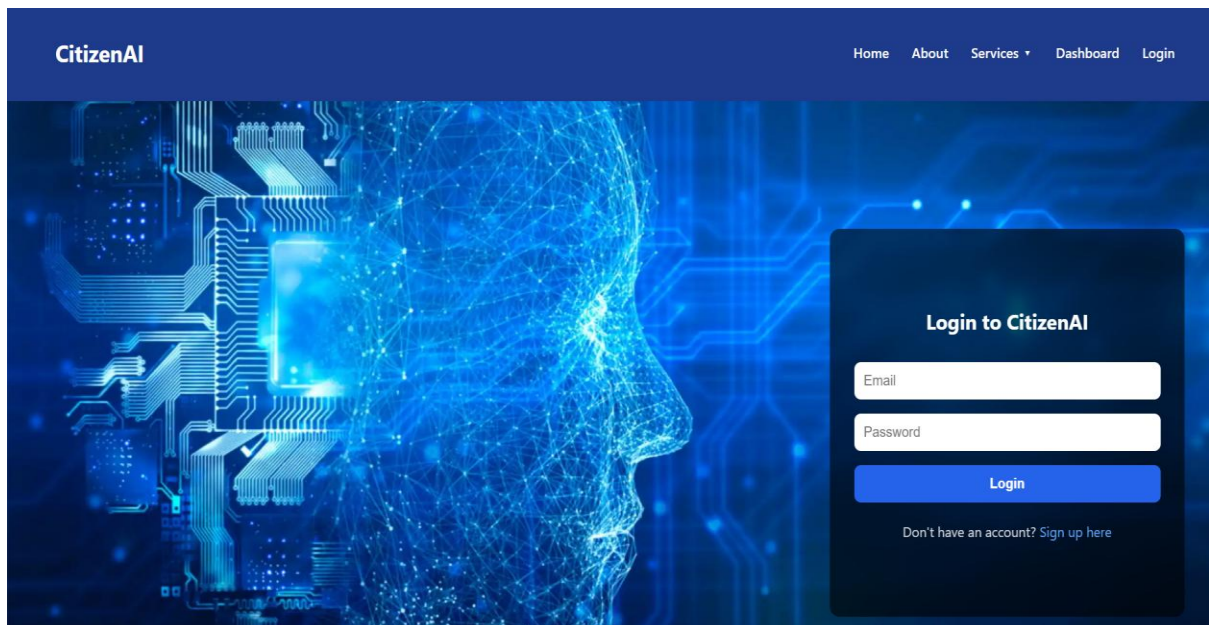 CitizenAI
Home About Services ▾ Dashboard Login
Login to CitizenAI
Email
Password
Login
Don't have an account? Sign up here